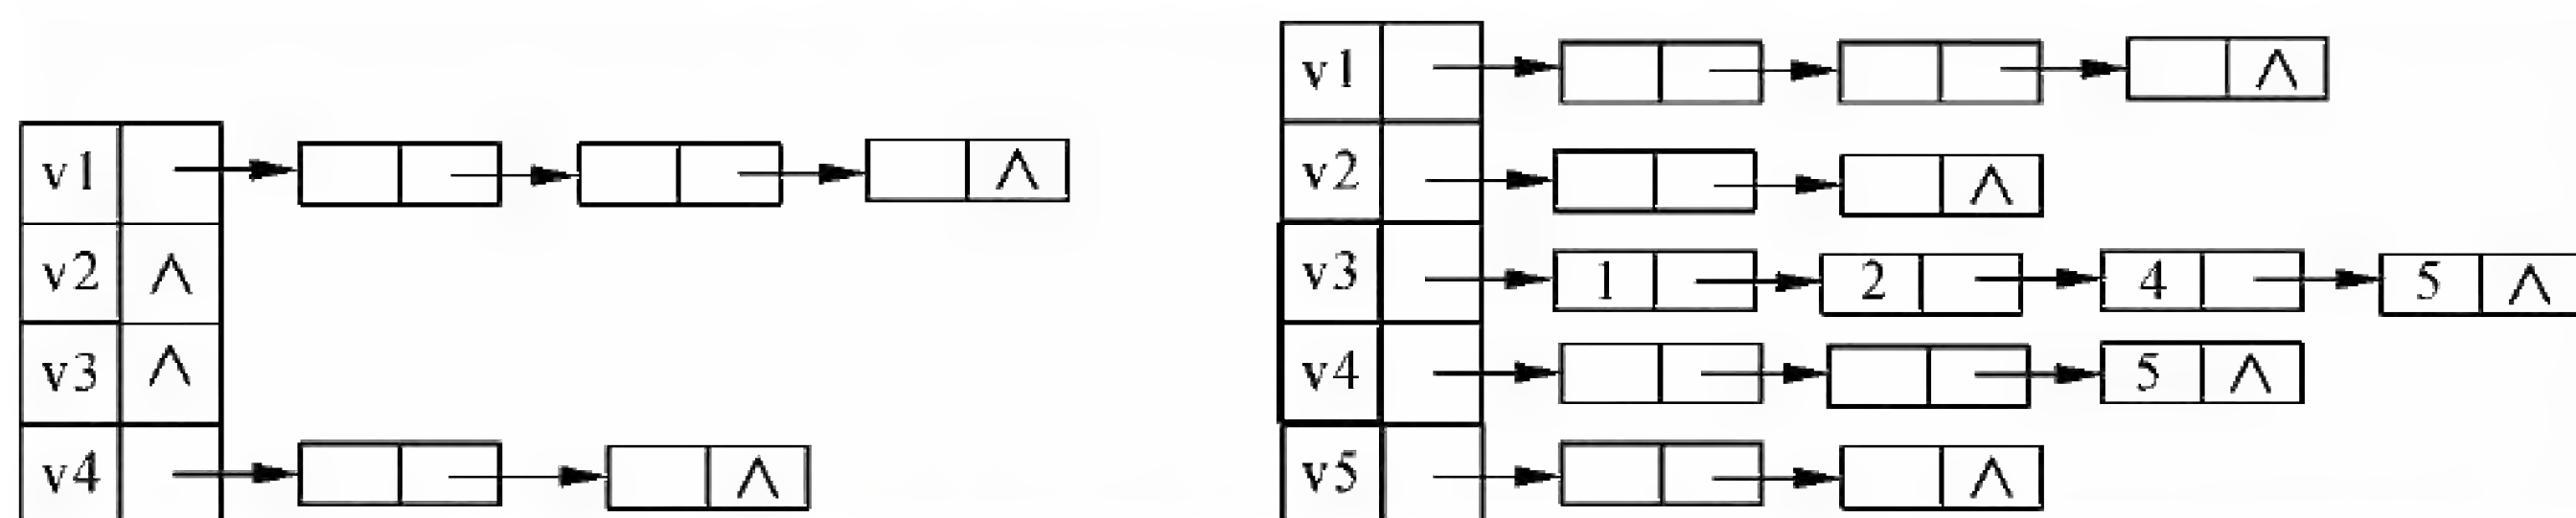 v1 ∧
v2 ∧
v3 ∧
v4 ∧
v1 ∧
v2 ∧
v3 1 2 4 5 ∧
v4 5 ∧
v5 ∧